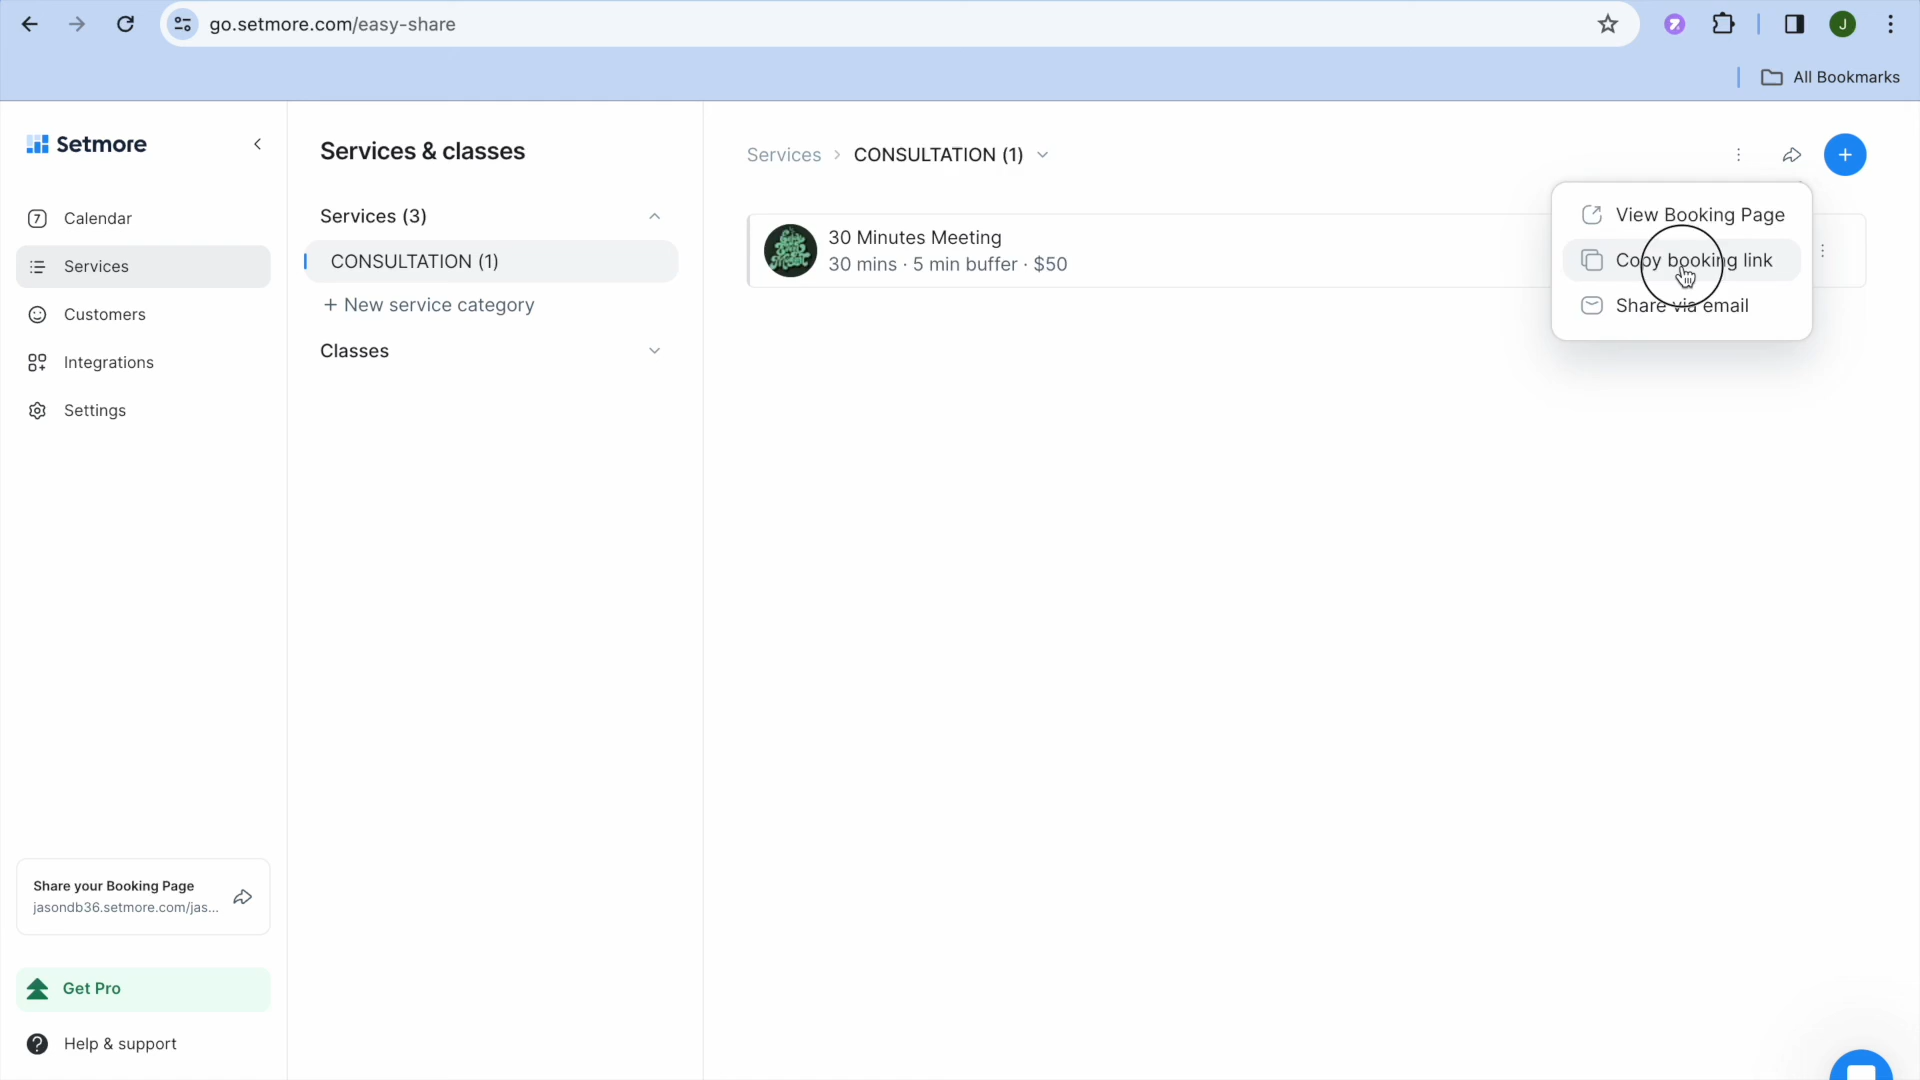 go.setmore.com/easy-share
J
All Bookmarks
Setmore
7
Calendar
Services
Customers
Integrations
Settings
Share your Booking Page
jasondb36.setmore.com/jas...
Get Pro
Help & support
Services & classes
Services (3)
CONSULTATION (1)
+ New service category
Classes
Services > CONSULTATION (1)
30 Minutes Meeting
30 mins · 5 min buffer · $50
View Booking Page
Copy booking link
Share via email